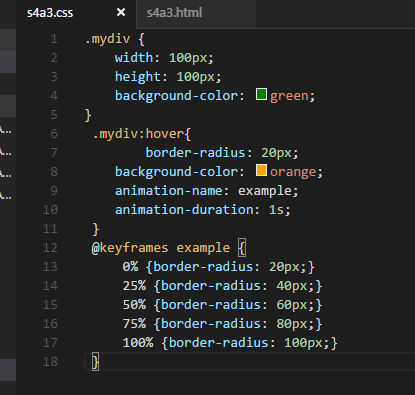 s4a3.css × s4a3.html
1 .mydiv {
2 width: 100px;
3 height: 100px;
4 background-color: green;
5 }
6 .mydiv:hover{
7 border-radius: 20px;
8 background-color: orange;
9 animation-name: example;
10 animation-duration: 1s;
11 }
12 @keyframes example {
13 0% {border-radius: 20px;}
14 25% {border-radius: 40px;}
15 50% {border-radius: 60px;}
16 75% {border-radius: 80px;}
17 100% {border-radius: 100px;}
18 }